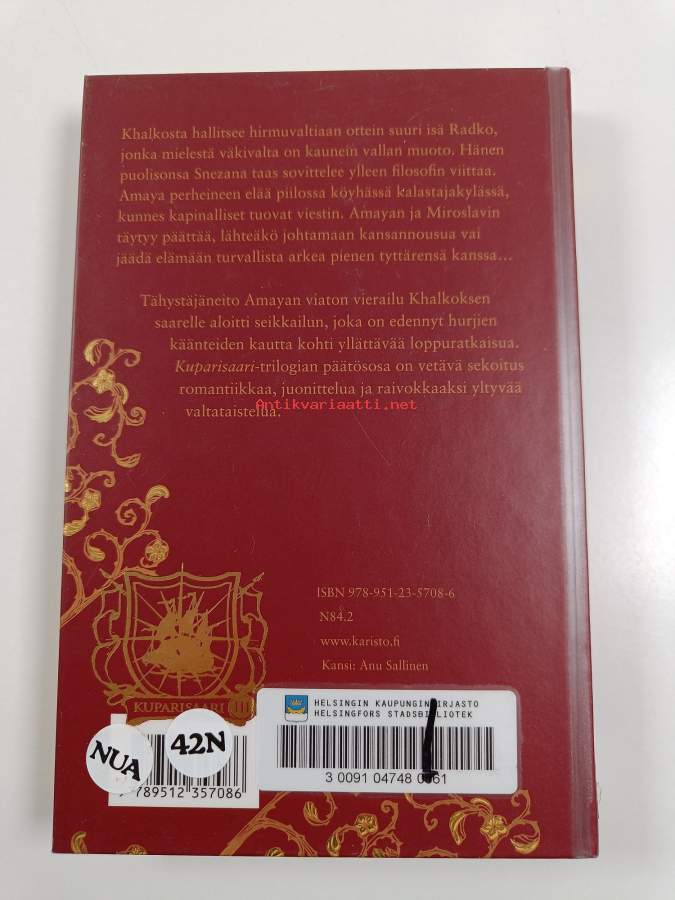 Khalkosta hallitsee hirmuvaltiaan ottein suuri isä Radko,
jonka mielestä väkivalta on kaunein vallan muoto. Hänen
puolisonsa Snezana taas sovittelee ylleen filosofin viittaa.
Amaya perheineen elää piilossa köyhässä kalastajakylässä,
kunnes kapinalliset tuovat viestin. Amayan ja Miroslavin
täytyy päättää, lähteäkö johtamaan kansannousua vai
jäädä elämään turvallista arkea pienen tyttärensä kanssa...
Tähystäjäneito Amayan viaton vierailu Khalkoksen
saarelle aloitti seikkailun, joka on edennyt hurjien
käänteiden kautta kohti yllättävää loppuratkaisua.
Kuparisaari-trilogian päätösosa on vetävä sekoitus
romantiikkaa, juonittelua ja raivokkaaksi yltyvää
valtataistelua.
Antikvariaatti.net
ISBN 978-951-23-5708-6
N84.2
www.karisto.fi
Kansi: Anu Sallinen
KUPARISAARI III
HELSINGIN KAUPUNGINKIRJASTO
HELSINGFORS STADSBIBLIOTEK
3 0091 04748 0361
NUA
42N
789512 357086